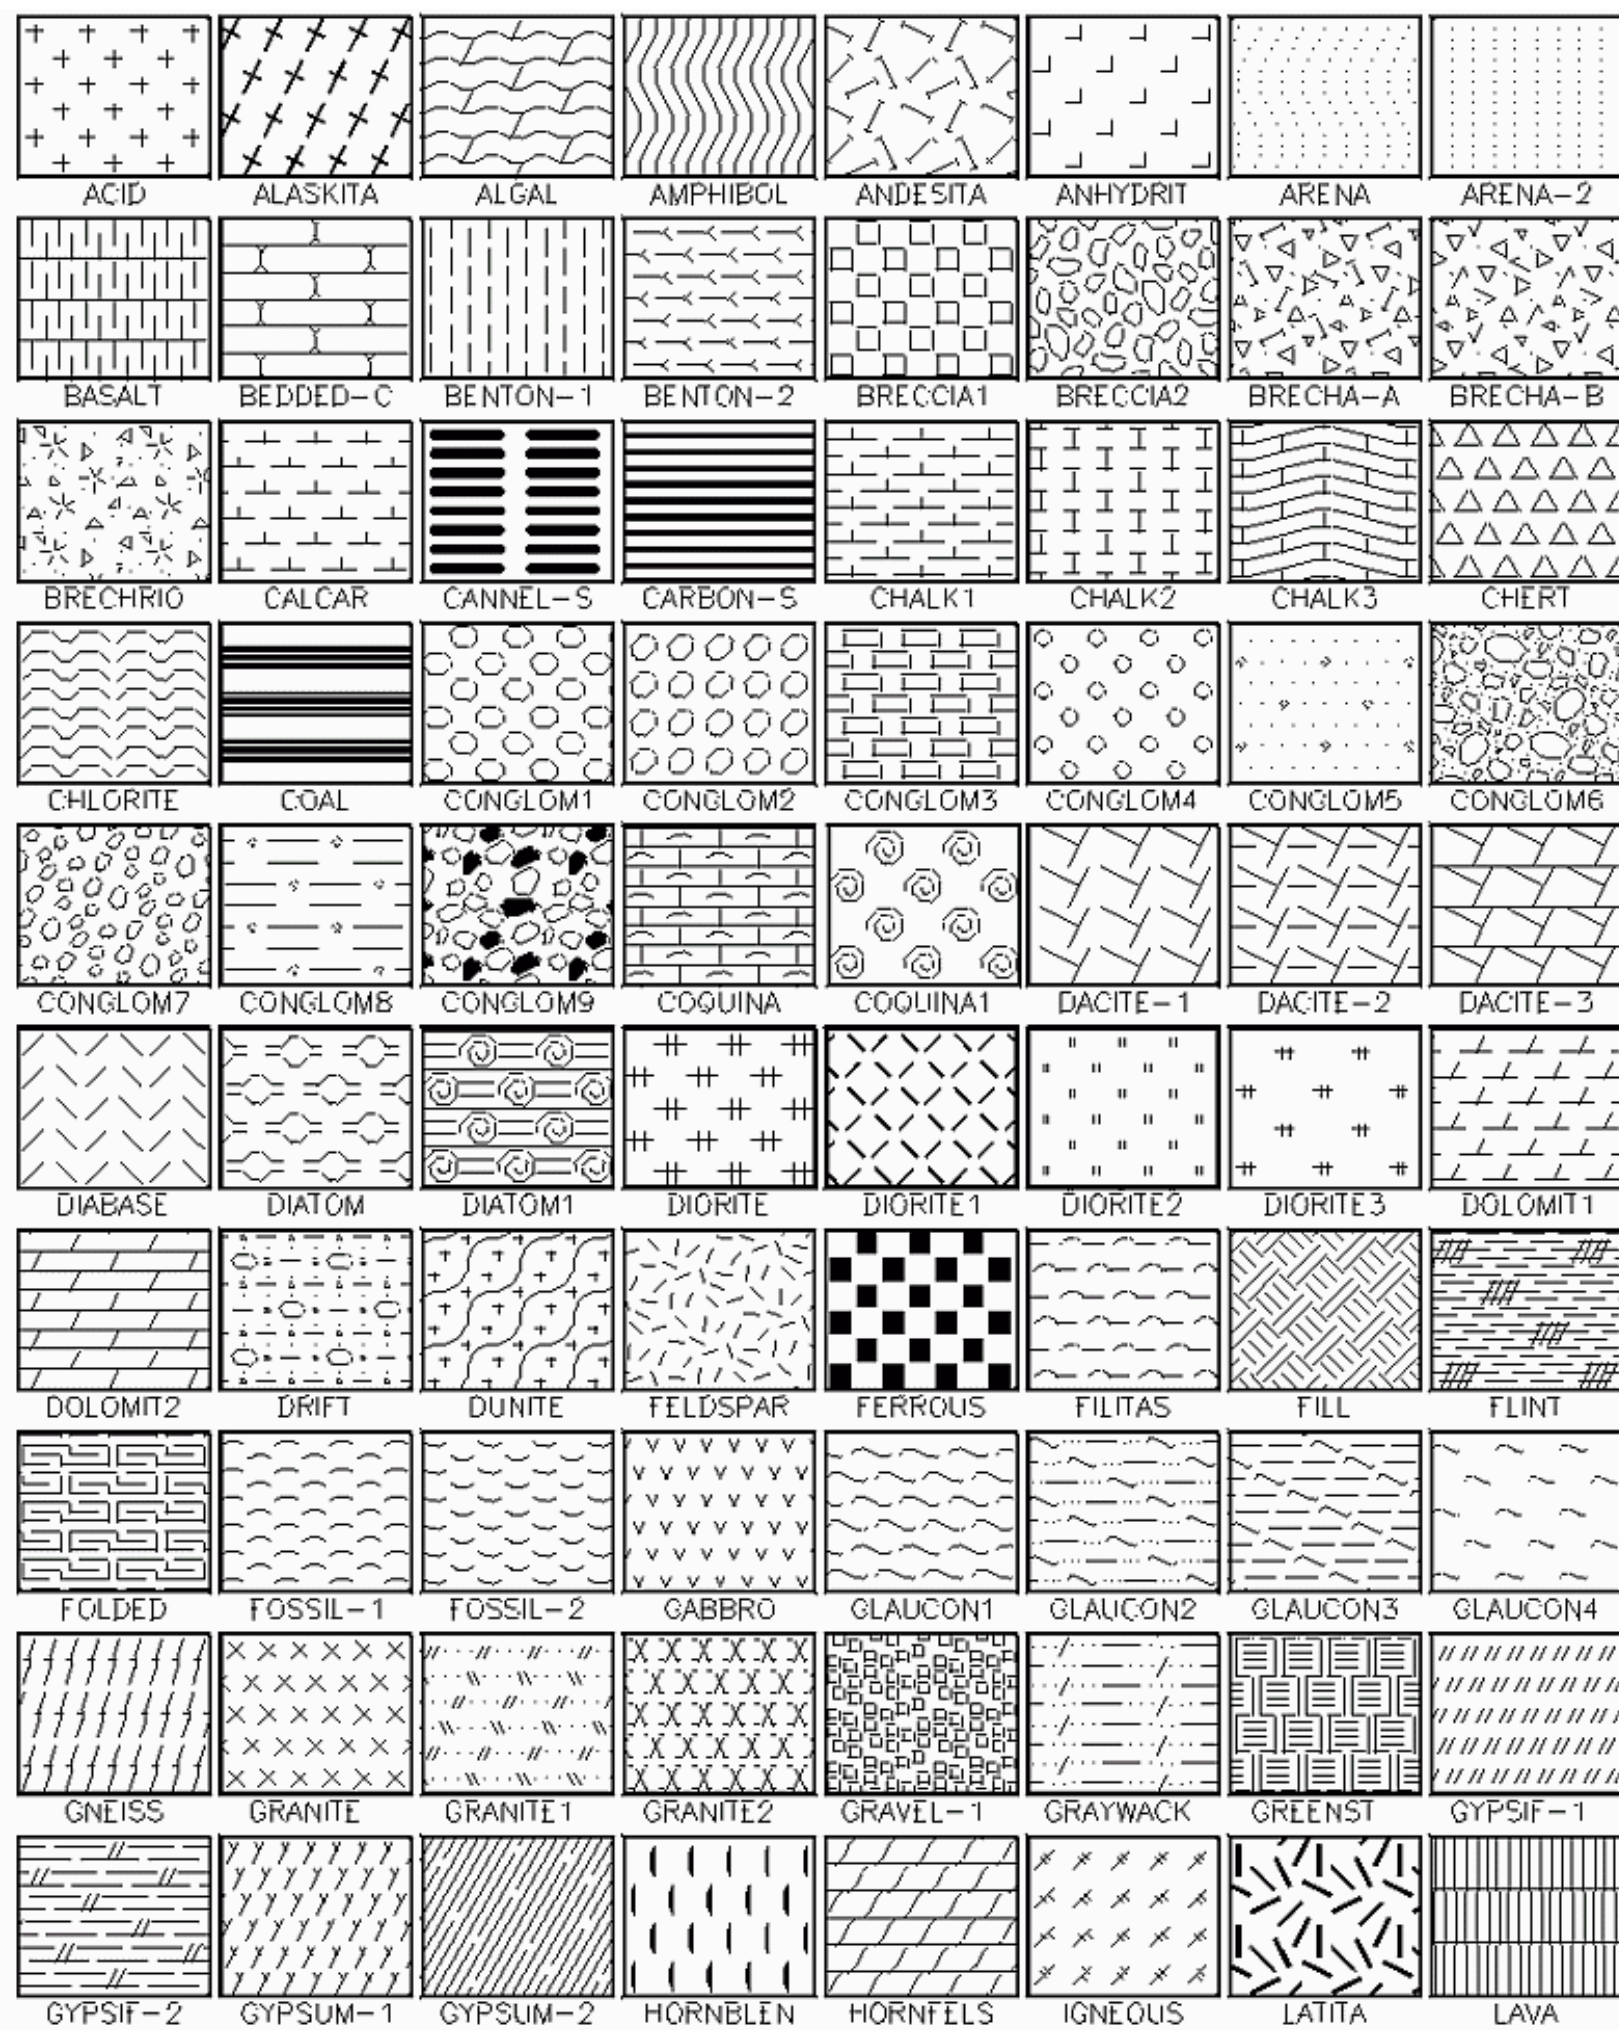 ACID ALASKITA ALGAL AMPHIBOL ANDESITA ANHYDRIT ARENA ARENA-2
BASALT BEDDED-C BENTON-1 BENTON-2 BRECCIA1 BRECCIA2 BRECHA-A BRECHA-B
BRECHRIO CALCAR CANNEL-S CARBON-S CHALK1 CHALK2 CHALK3 CHERT
CHLORITE COAL CONGLOM1 CONGLOM2 CONGLOM3 CONGLOM4 CONGLOM5 CONGLOM6
CONGLOM7 CONGLOM8 CONGLOM9 COQUINA COQUINA1 DACITE-1 DACITE-2 DACITE-3
DIABASE DIATOM DIATOM1 DIORITE DIORITE1 DIORITE2 DIORITE3 DOLOMIT1
DOLOMIT2 DRIFT DUNITE FELDSPAR FERROUS FILITAS FILL FLINT
FOLDED FOSSIL-1 FOSSIL-2 GABBRO GLAUCON1 GLAUCON2 GLAUCON3 GLAUCON4
GNEISS GRANITE GRANITE1 GRANITE2 GRAVEL-1 GRAYWACK GREENST GYPSIF-1
GYPSIF-2 GYPSUM-1 GYPSUM-2 HORNBLEN HORNFELS IGNEOUS LATITA LAVA